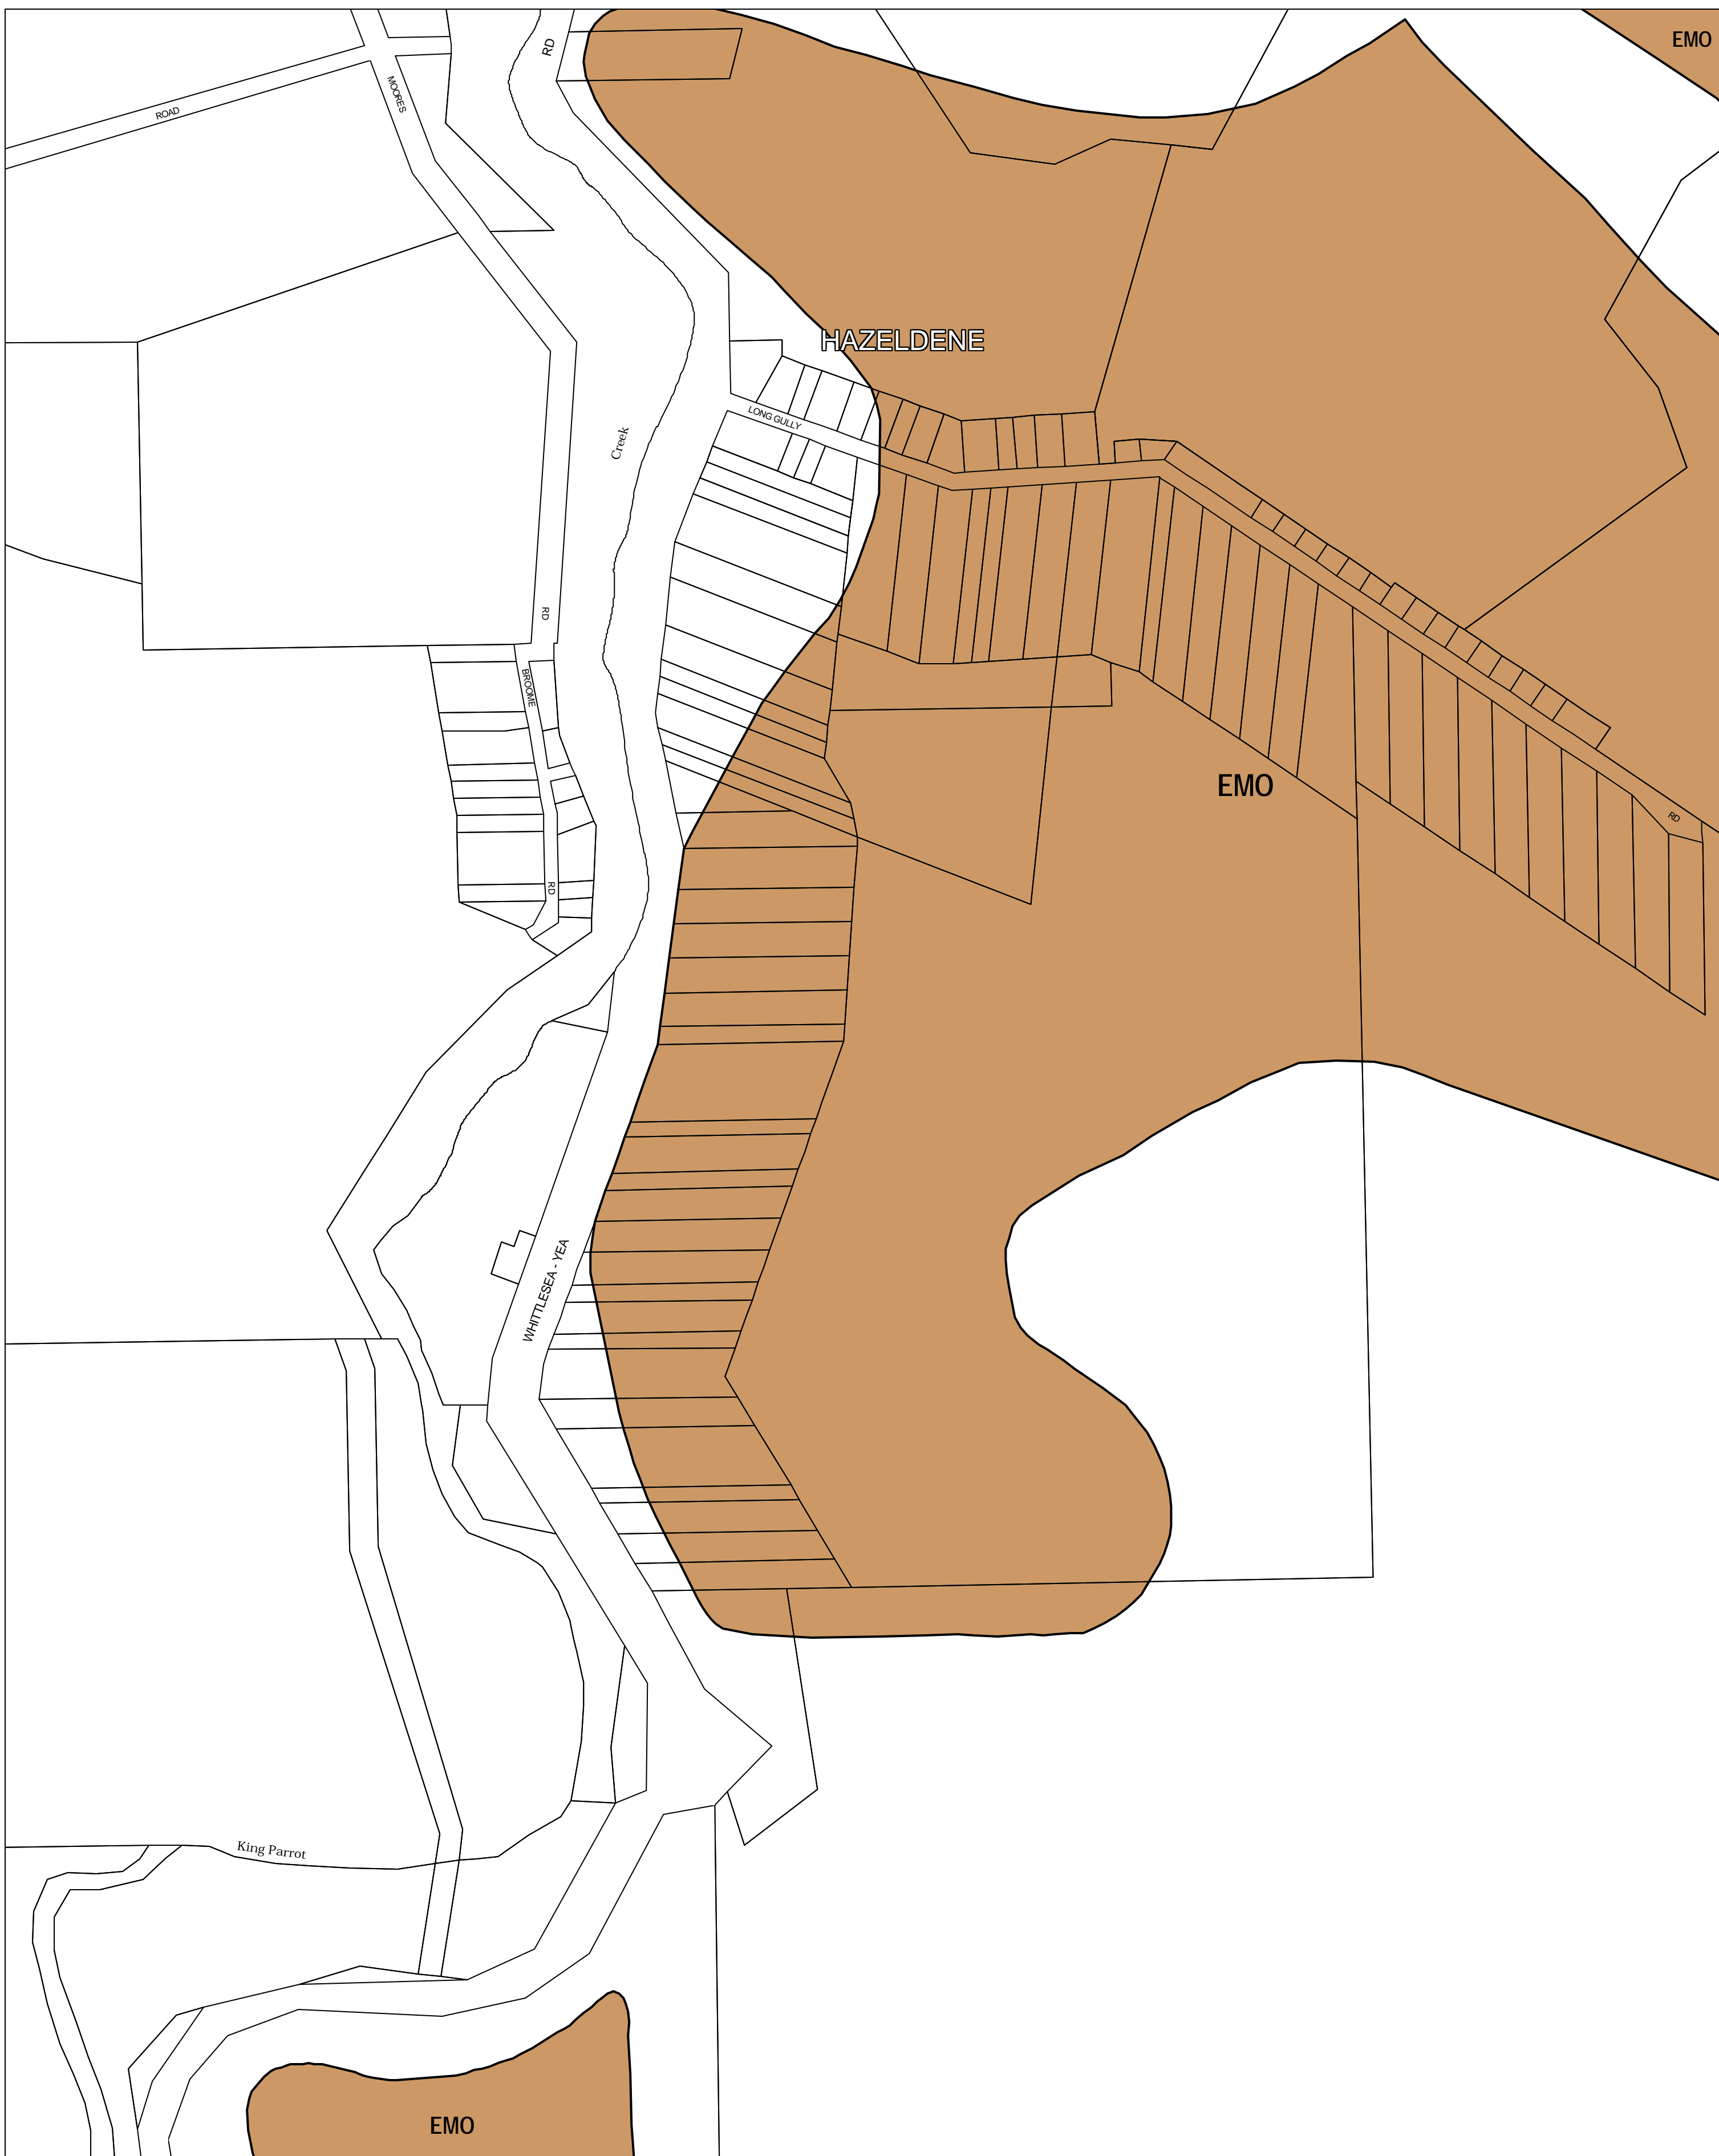 EMO
RD
MOORES
ROAD
HAZELDENE
LONG GULLY
Creek
RD
BROOME
EMO
RD
RD
WHITTLESEA - YEA
King Parrot
EMO